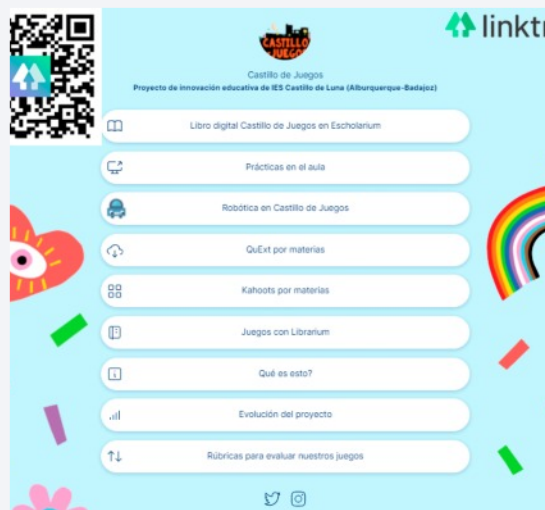 linktr
CASTILLO
JUEGO
Castillo de Juegos
Proyecto de innovación educativa de IES Castillo de Luna (Alburquerque-Badajoz)
Libro digital Castillo de Juegos en Escholarium
Prácticas en el aula
Robótica en Castillo de Juegos
QuExt por materias
Kahoots por materias
Juegos con Librarium
Qué es esto?
Evolución del proyecto
Rúbricas para evaluar nuestros juegos